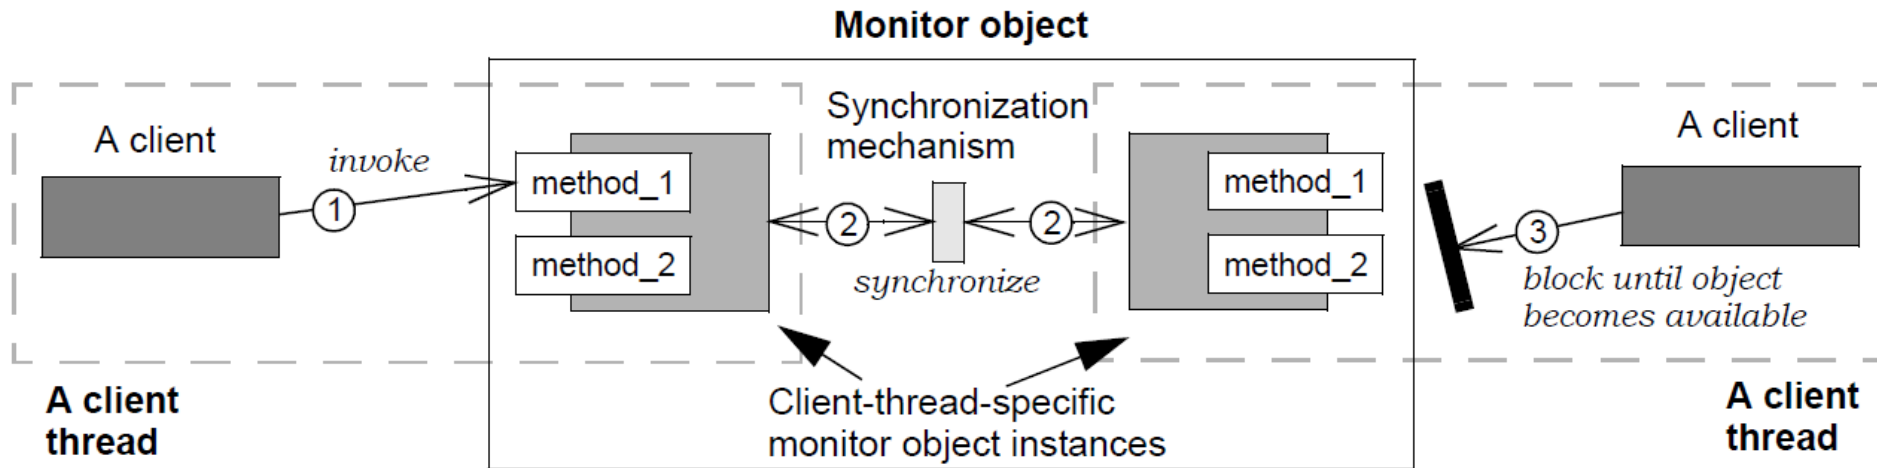 Monitor object
A client
invoke
1
method_1
method_2
2
Synchronization
mechanism
synchronize
2
method_1
method_2
A client
3
block until object
becomes available
A client
thread
Client-thread-specific
monitor object instances
A client
thread